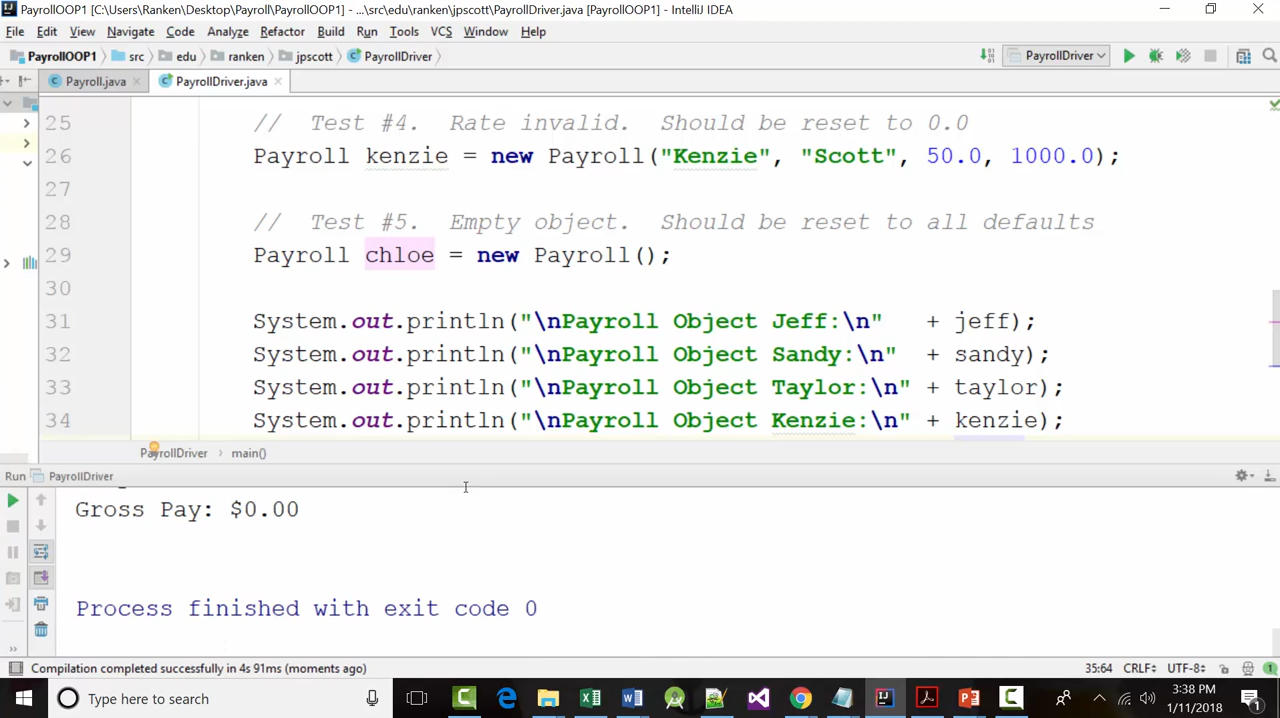 PayrollOOP1 [C:\Users\Ranken\Desktop\Payroll\PayrollOOP1] - ...\src\edu\ranken\jpscott\PayrollDriver.java [PayrollOOP1] - IntelliJ IDEA
File Edit View Navigate Code Analyze Refactor Build Run Tools VCS Window Help
PayrollOOP1 src edu ranken jpscott PayrollDriver PayrollDriver
Payroll.java PayrollDriver.java
25 // Test #4. Rate invalid. Should be reset to 0.0
26 Payroll kenzie = new Payroll("Kenzie", "Scott", 50.0, 1000.0);
27
28 // Test #5. Empty object. Should be reset to all defaults
29 Payroll chloe = new Payroll();
30
31 System.out.println("\nPayroll Object Jeff:\n" + jeff);
32 System.out.println("\nPayroll Object Sandy:\n" + sandy);
33 System.out.println("\nPayroll Object Taylor:\n" + taylor);
34 System.out.println("\nPayroll Object Kenzie:\n" + kenzie);
PayrollDriver main()
Run PayrollDriver
Gross Pay: $0.00
Process finished with exit code 0
Compilation completed successfully in 4s 91ms (moments ago) 35:64 CRLF UTF-8 1
Type here to search
3:38 PM
1/11/2018
1